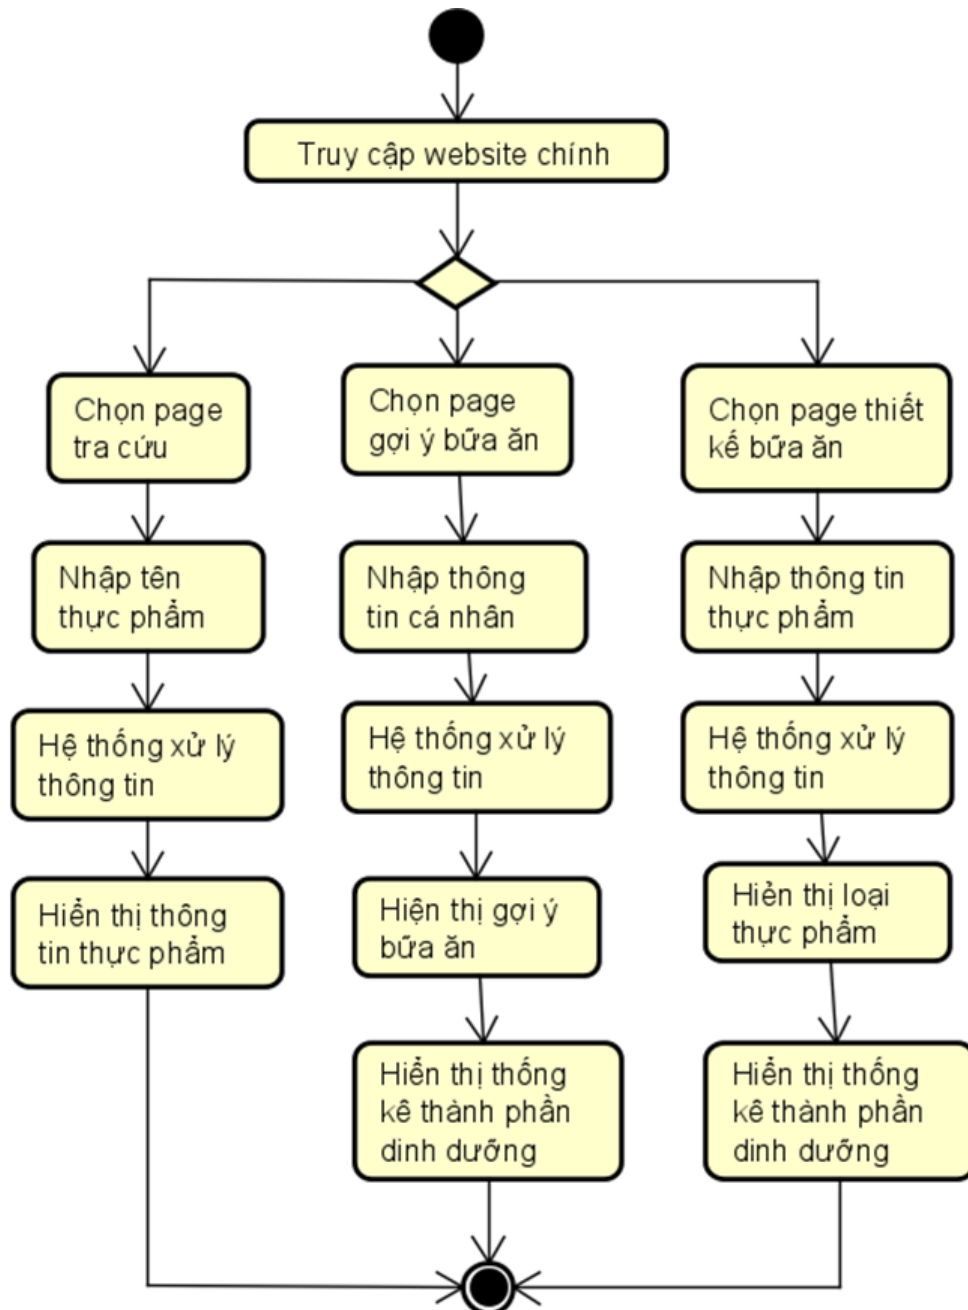 Truy cập website chính
Chọn page
tra cứu
Nhập tên
thực phẩm
Hệ thống xử lý
thông tin
Hiển thị thông
tin thực phẩm
Chọn page
gợi ý bữa ăn
Nhập thông
tin cá nhân
Hệ thống xử lý
thông tin
Hiện thị gợi ý
bữa ăn
Hiển thị thống
kê thành phần
dinh dưỡng
Chọn page thiết
kế bữa ăn
Nhập thông tin
thực phẩm
Hệ thống xử lý
thông tin
Hiẻn thị loại
thực phẩm
Hiển thị thống
kê thành phần
dinh dưỡng